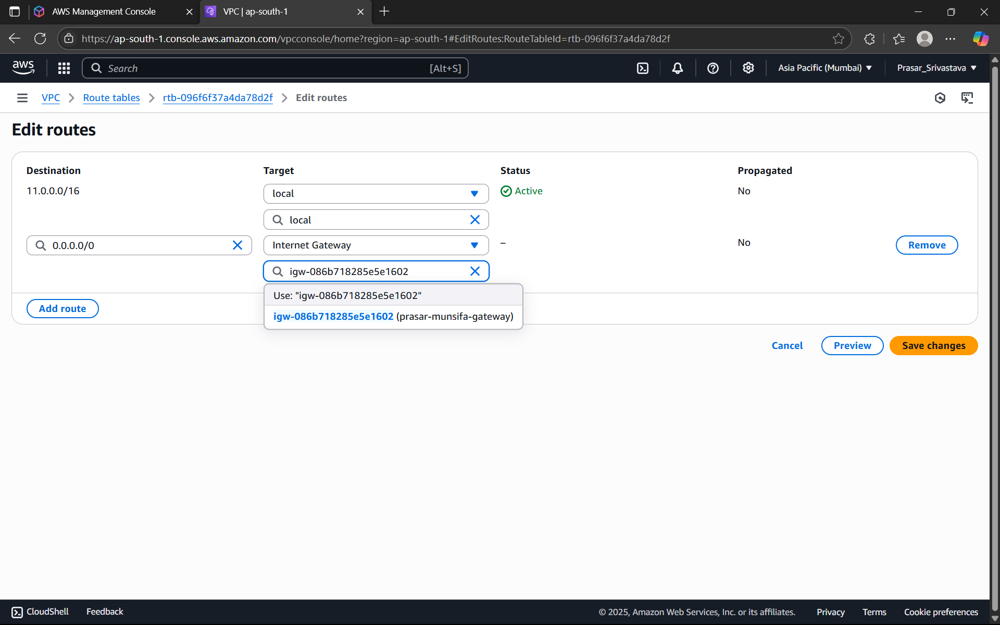 AWS Management Console
VPC | ap-south-1
https://ap-south-1.console.aws.amazon.com/vpcconsole/home?region=ap-south-1#EditRoutes:RouteTableId=rtb-096f6f37a4da78d2f
aws
Search
[Alt+S]
Asia Pacific (Mumbai)
Prasar_Srivastava
VPC
Route tables
rtb-096f6f37a4da78d2f
Edit routes
Edit routes
Destination
Target
Status
Propagated
11.0.0.0/16
local
Active
No
local
0.0.0.0/0
Internet Gateway
–
No
Remove
igw-086b718285e5e1602
Use: "igw-086b718285e5e1602"
igw-086b718285e5e1602 (prasar-munsifa-gateway)
Add route
Cancel
Preview
Save changes
CloudShell
Feedback
© 2025, Amazon Web Services, Inc. or its affiliates.
Privacy
Terms
Cookie preferences